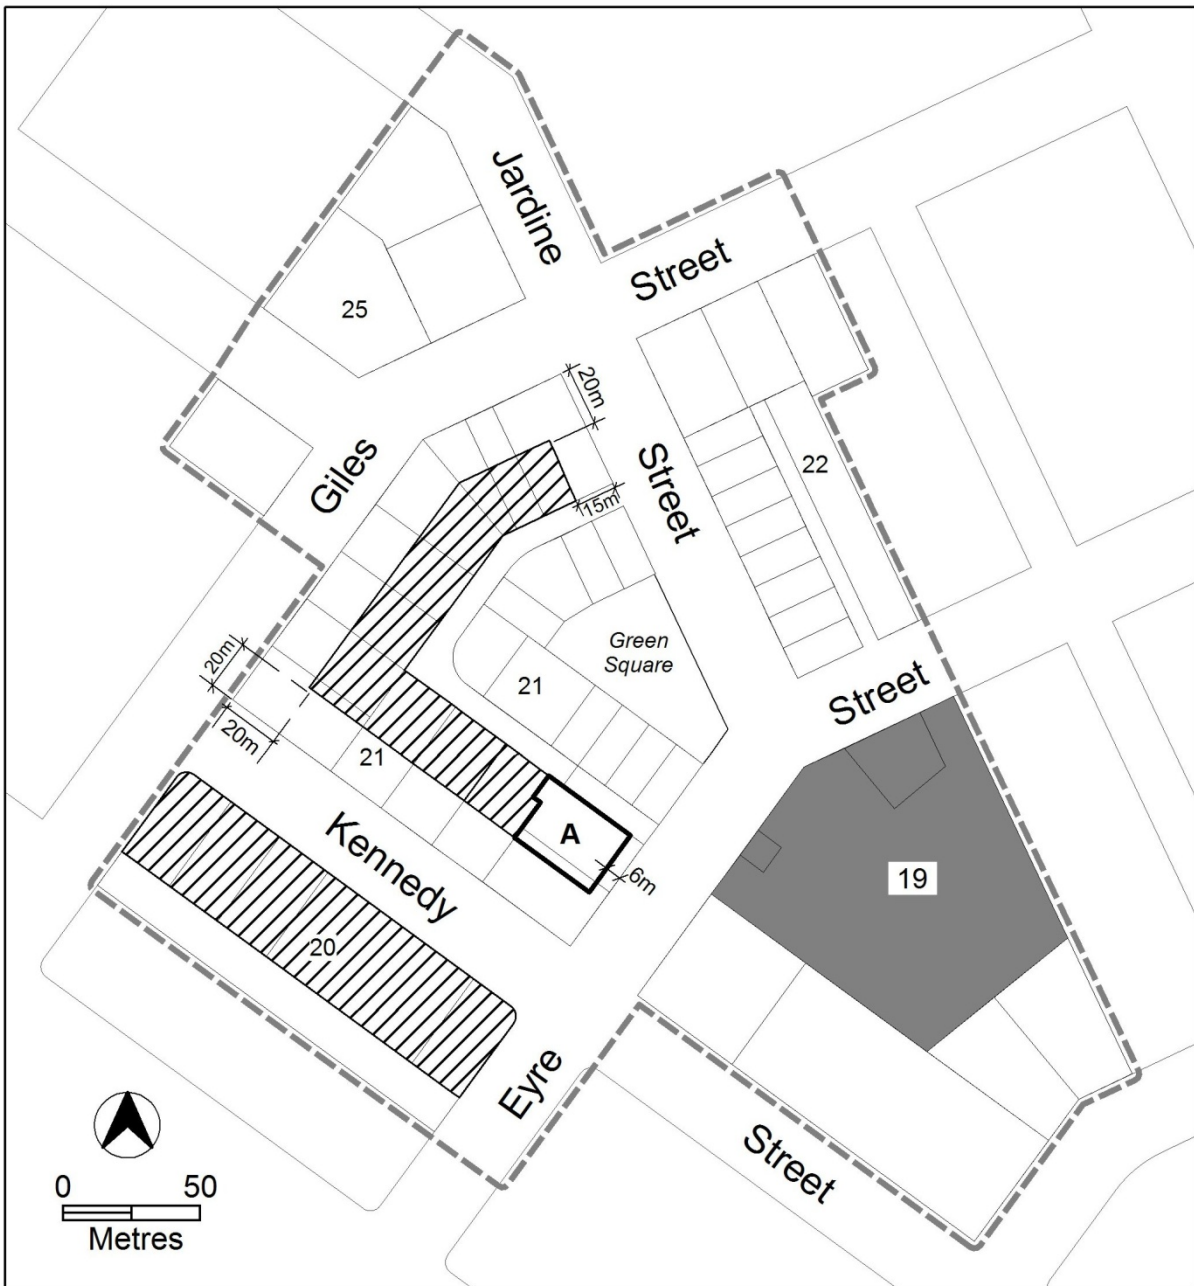 Jardine
Street
25
20m
Giles
Street
22
15m
Green
Square
20m
21
Street
20m
21
A
Kennedy
19
6m
20
Eyre
Street
0 50
Metres